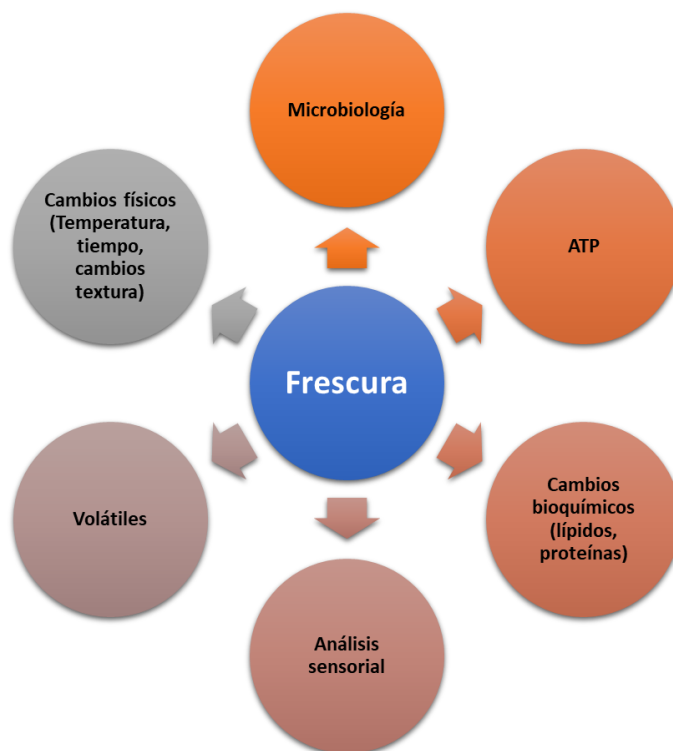 Microbiología
Cambios físicos
(Temperatura,
tiempo,
cambios
textura)
ATP
Frescura
Volátiles
Cambios
bioquímicos
(lípidos,
proteínas)
Análisis
sensorial